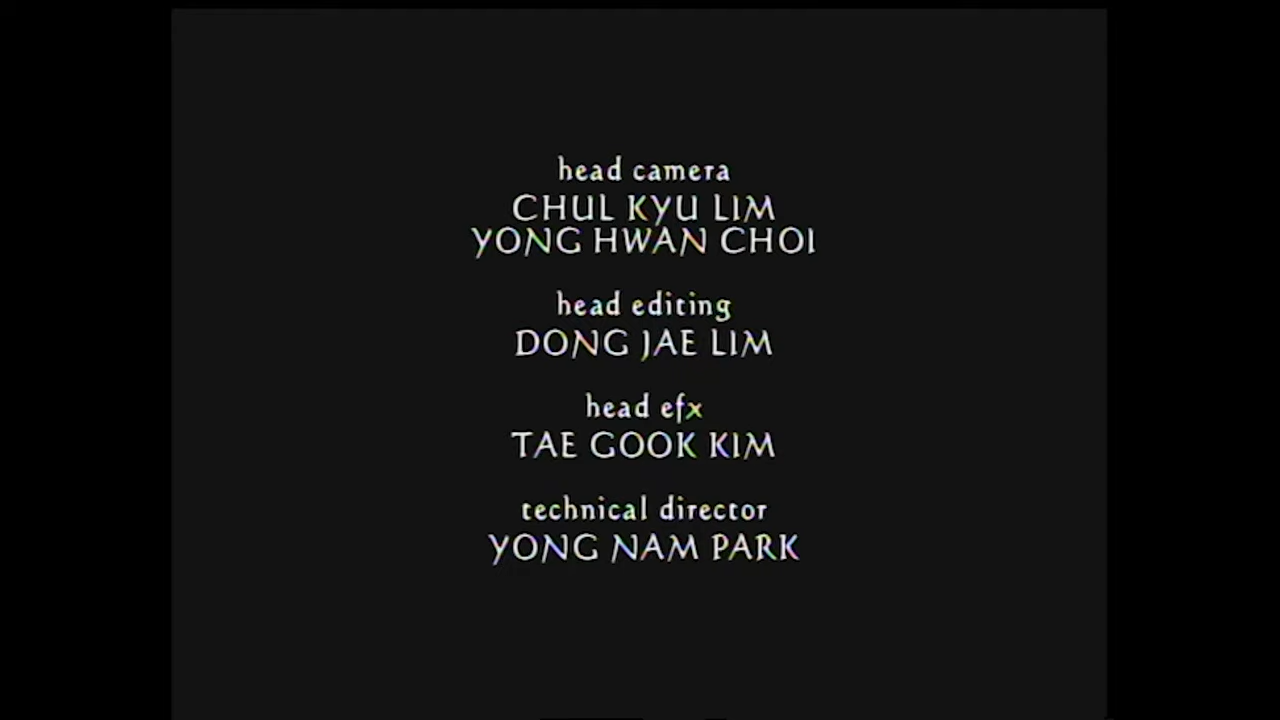 head camera
CHUL KYU LIM
YONG HWAN CHOI
head editing
DONG JAE LIM
head efx
TAE GOOK KIM
technical director
YONG NAM PARK